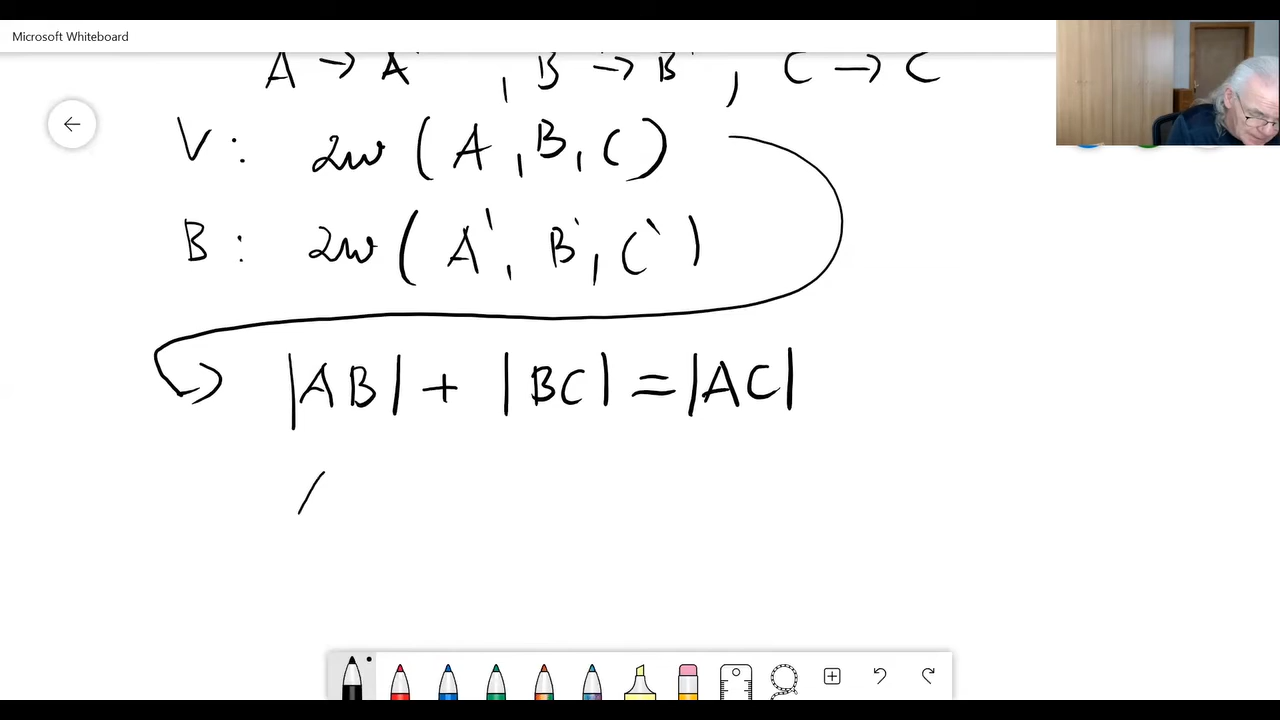 Microsoft Whiteboard
A → A' , B → B' , C → C
V: Zw ( A , B , C )
B: Zw ( A' , B' , C' )
|AB| + |BC| = |AC|